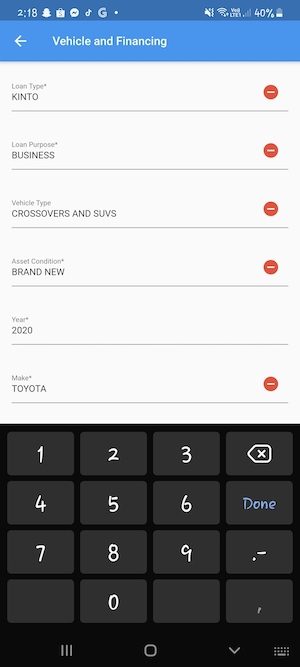 2:18
40%
Vehicle and Financing
Loan Type*
KINTO
Loan Purpose*
BUSINESS
Vehicle Type
CROSSOVERS AND SUVS
Asset Condition*
BRAND NEW
Year*
2020
Make*
TOYOTA
1 2 3
4 5 6 Done
7 8 9 .-
0 ,